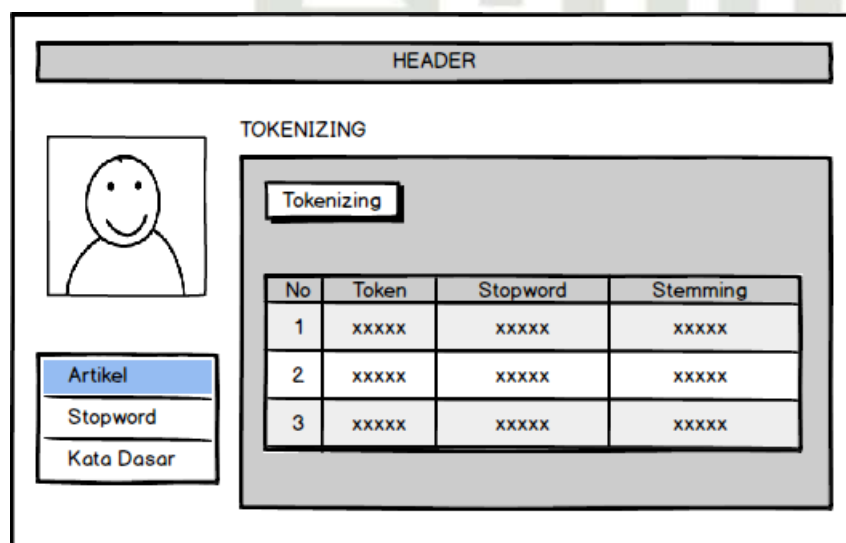 HEADER
TOKENIZING
Tokenizing
No Token Stopword Stemming
1 xxxxx xxxxx xxxxx
2 xxxxx xxxxx xxxxx
3 xxxxx xxxxx xxxxx
Artikel
Stopword
Kata Dasar